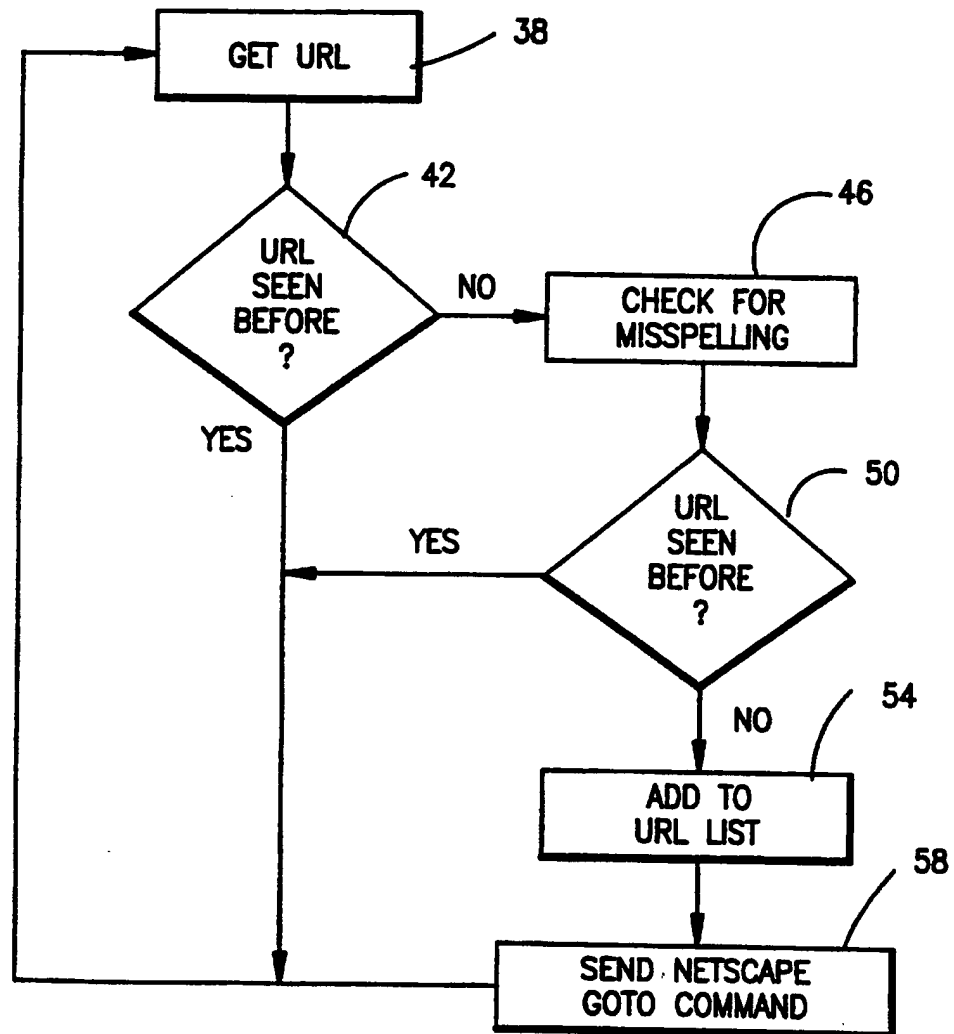 GET URL
38
42
URL
SEEN
BEFORE
?
NO
YES
46
CHECK FOR
MISSPELLING
50
URL
SEEN
BEFORE
?
YES
NO
54
ADD TO
URL LIST
58
SEND NETSCAPE
GOTO COMMAND